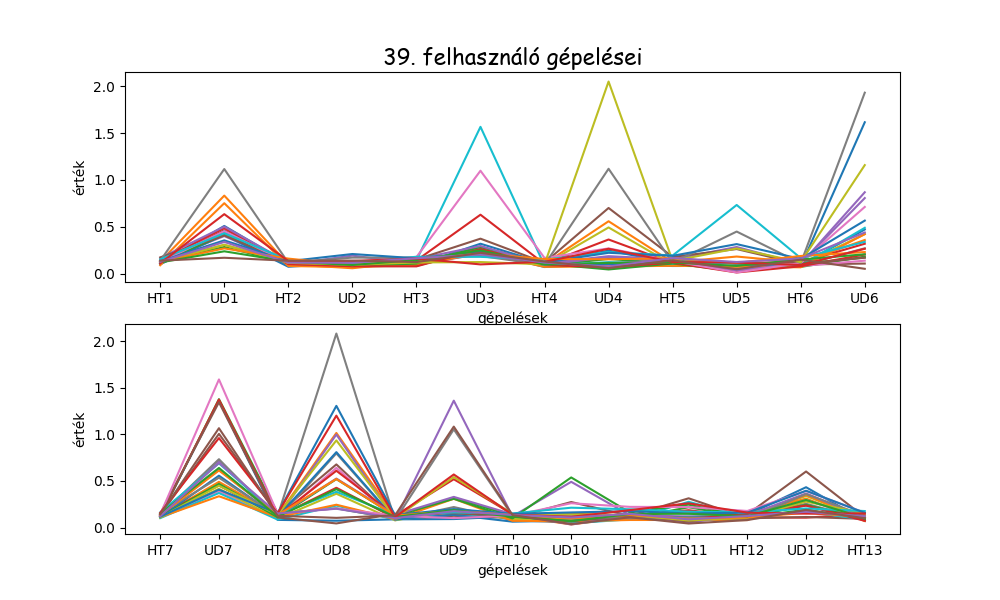 39. felhasználó gépelései
2.0
1.5
1.0
0.5
0.0
érték
HT1 UD1 HT2 UD2 HT3 UD3 HT4 UD4 HT5 UD5 HT6 UD6
gépelések
2.0
1.5
1.0
0.5
0.0
érték
HT7 UD7 HT8 UD8 HT9 UD9 HT10 UD10 HT11 UD11 HT12 UD12 HT13
gépelések